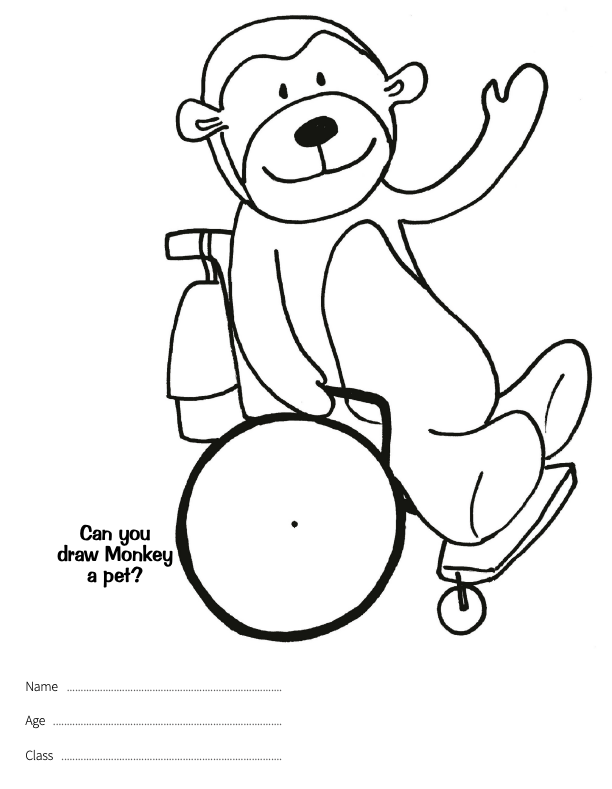 Can you
draw Monkey
a pet?
Name ....................................................................................
Age ....................................................................................
Class ....................................................................................